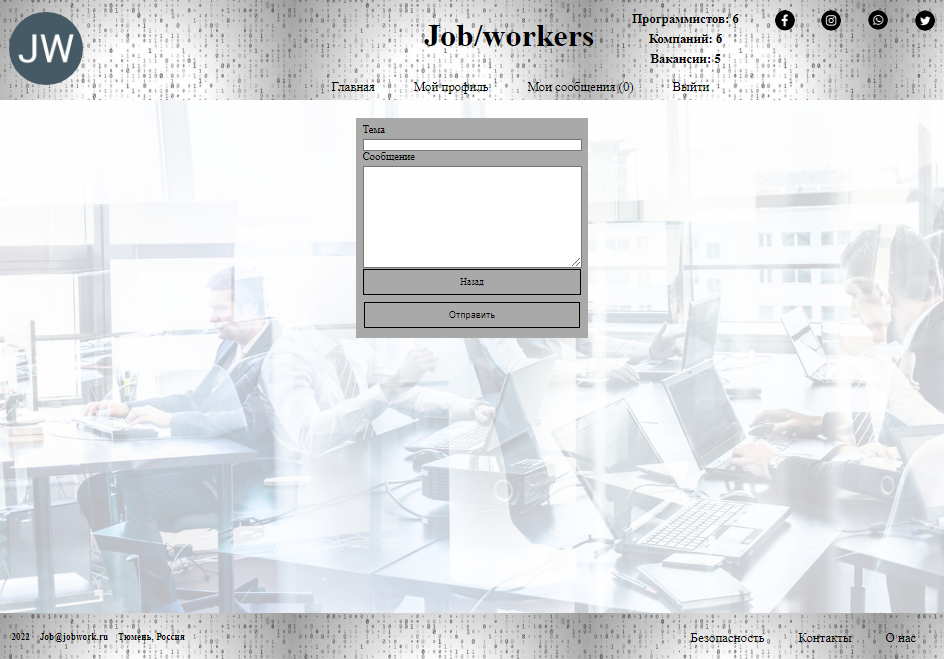 JW
Job/workers
Программистов: 6
Компаний: 6
Вакансии: 5
Главная Мой профиль Мои сообщения (0) Выйти
Тема
Сообщение
Назад
Отправить
2022 Job@jobwork.ru Тюмень, Россия
Безопасность Контакты О нас